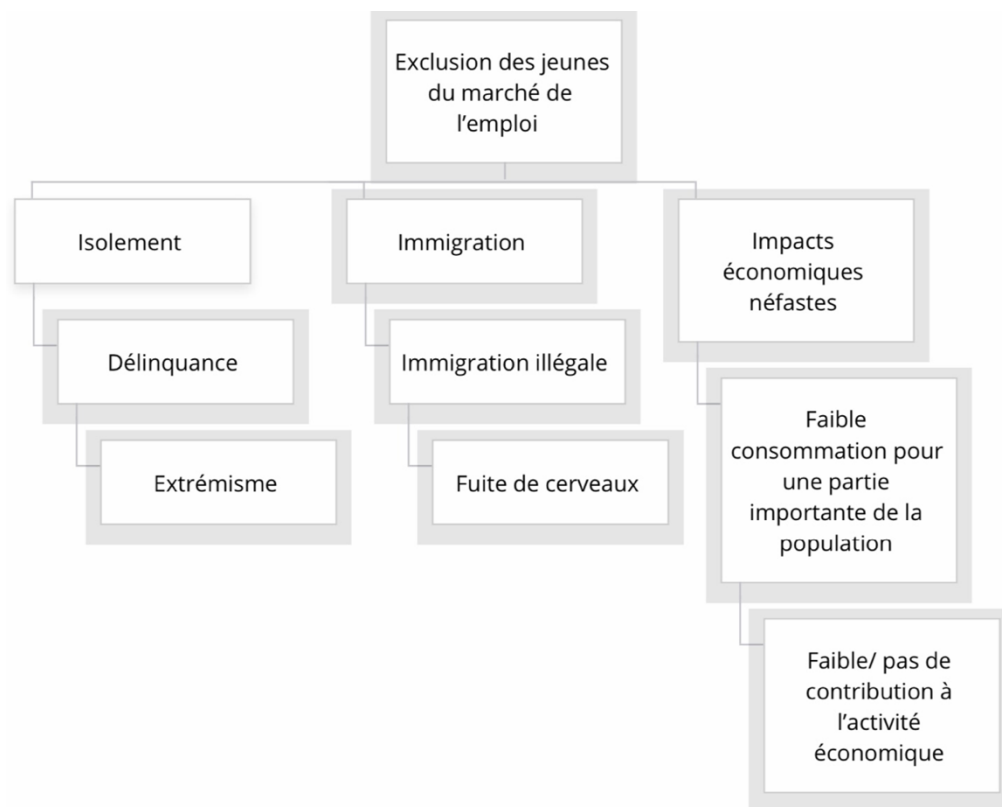 Exclusion des jeunes
du marché de
l’emploi
Isolement
Délinquance
Extrémisme
Immigration
Immigration illégale
Fuite de cerveaux
Impacts
économiques
néfastes
Faible
consommation pour
une partie
importante de la
population
Faible/ pas de
contribution à
l’activité
économique